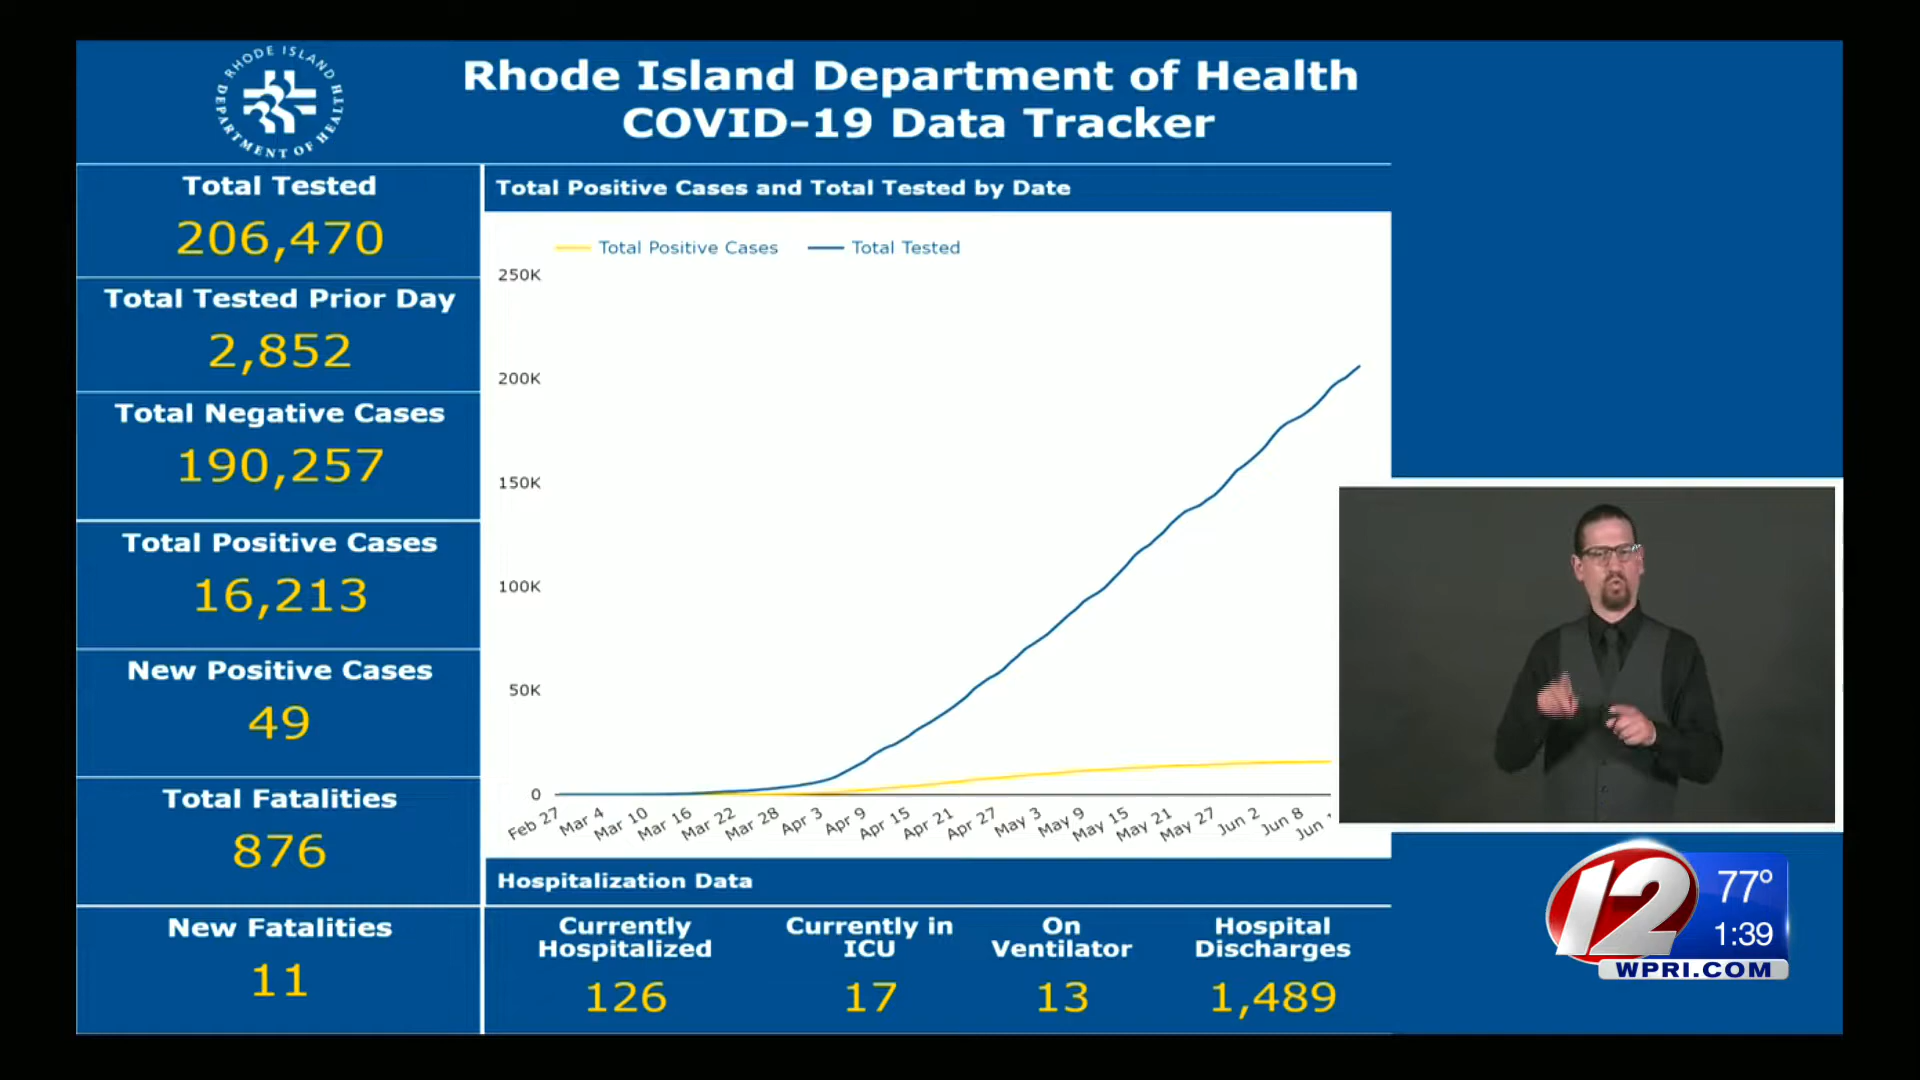 RHODE ISLAND
DEPARTMENT OF HEALTH
Rhode Island Department of Health
COVID-19 Data Tracker
Total Tested
206,470
Total Tested Prior Day
2,852
Total Negative Cases
190,257
Total Positive Cases
16,213
New Positive Cases
49
Total Fatalities
876
New Fatalities
11
Total Positive Cases and Total Tested by Date
Total Positive Cases
Total Tested
250K
200K
150K
100K
50K
0
Feb 27
Mar 4
Mar 10
Mar 16
Mar 22
Mar 28
Apr 3
Apr 9
Apr 15
Apr 21
Apr 27
May 3
May 9
May 15
May 21
May 27
Jun 2
Jun 8
Jun
Hospitalization Data
Currently
Hospitalized
126
Currently in
ICU
17
On
Ventilator
13
Hospital
Discharges
1,489
12
77°
1:39
WPRI.COM